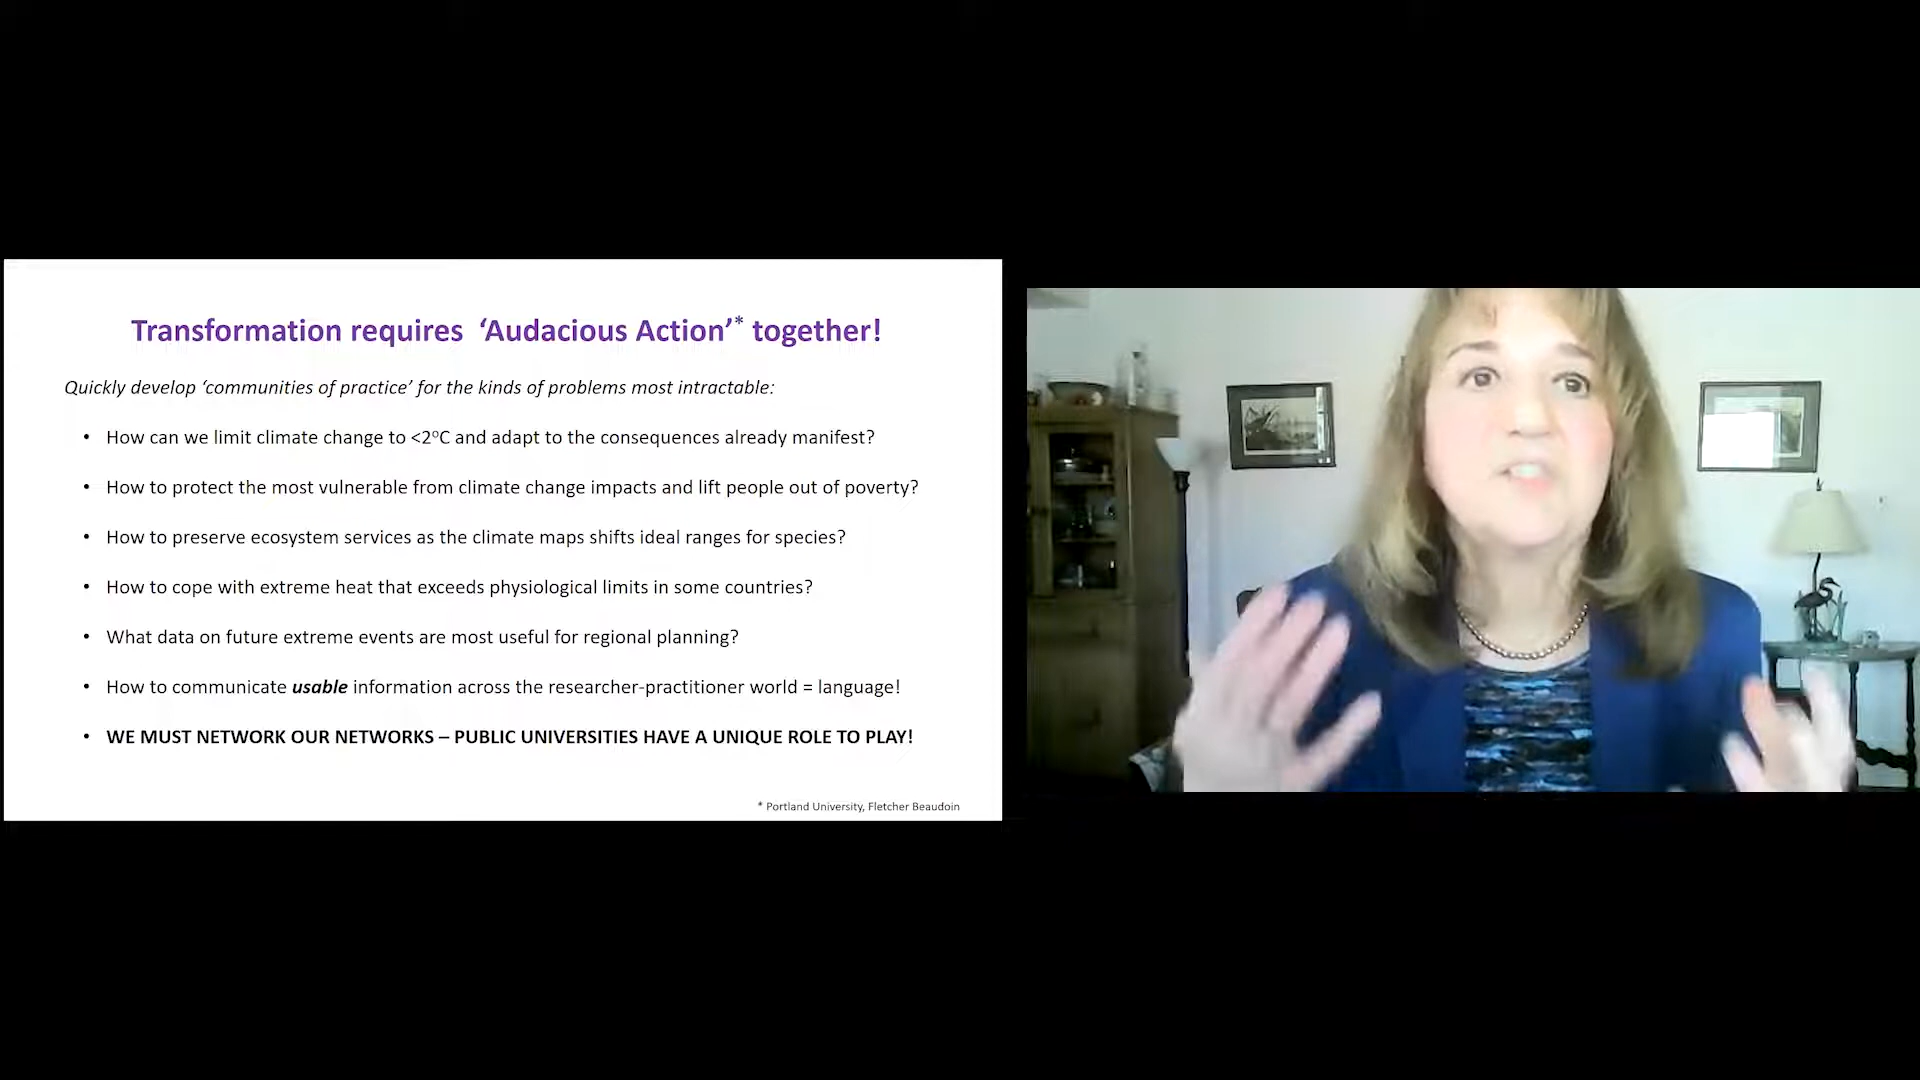 Transformation requires ‘Audacious Action’* together!
Quickly develop ‘communities of practice’ for the kinds of problems most intractable:
• How can we limit climate change to <2°C and adapt to the consequences already manifest?
• How to protect the most vulnerable from climate change impacts and lift people out of poverty?
• How to preserve ecosystem services as the climate maps shifts ideal ranges for species?
• How to cope with extreme heat that exceeds physiological limits in some countries?
• What data on future extreme events are most useful for regional planning?
• How to communicate usable information across the researcher-practitioner world = language!
• WE MUST NETWORK OUR NETWORKS – PUBLIC UNIVERSITIES HAVE A UNIQUE ROLE TO PLAY!
* Portland University, Fletcher Beaudoin